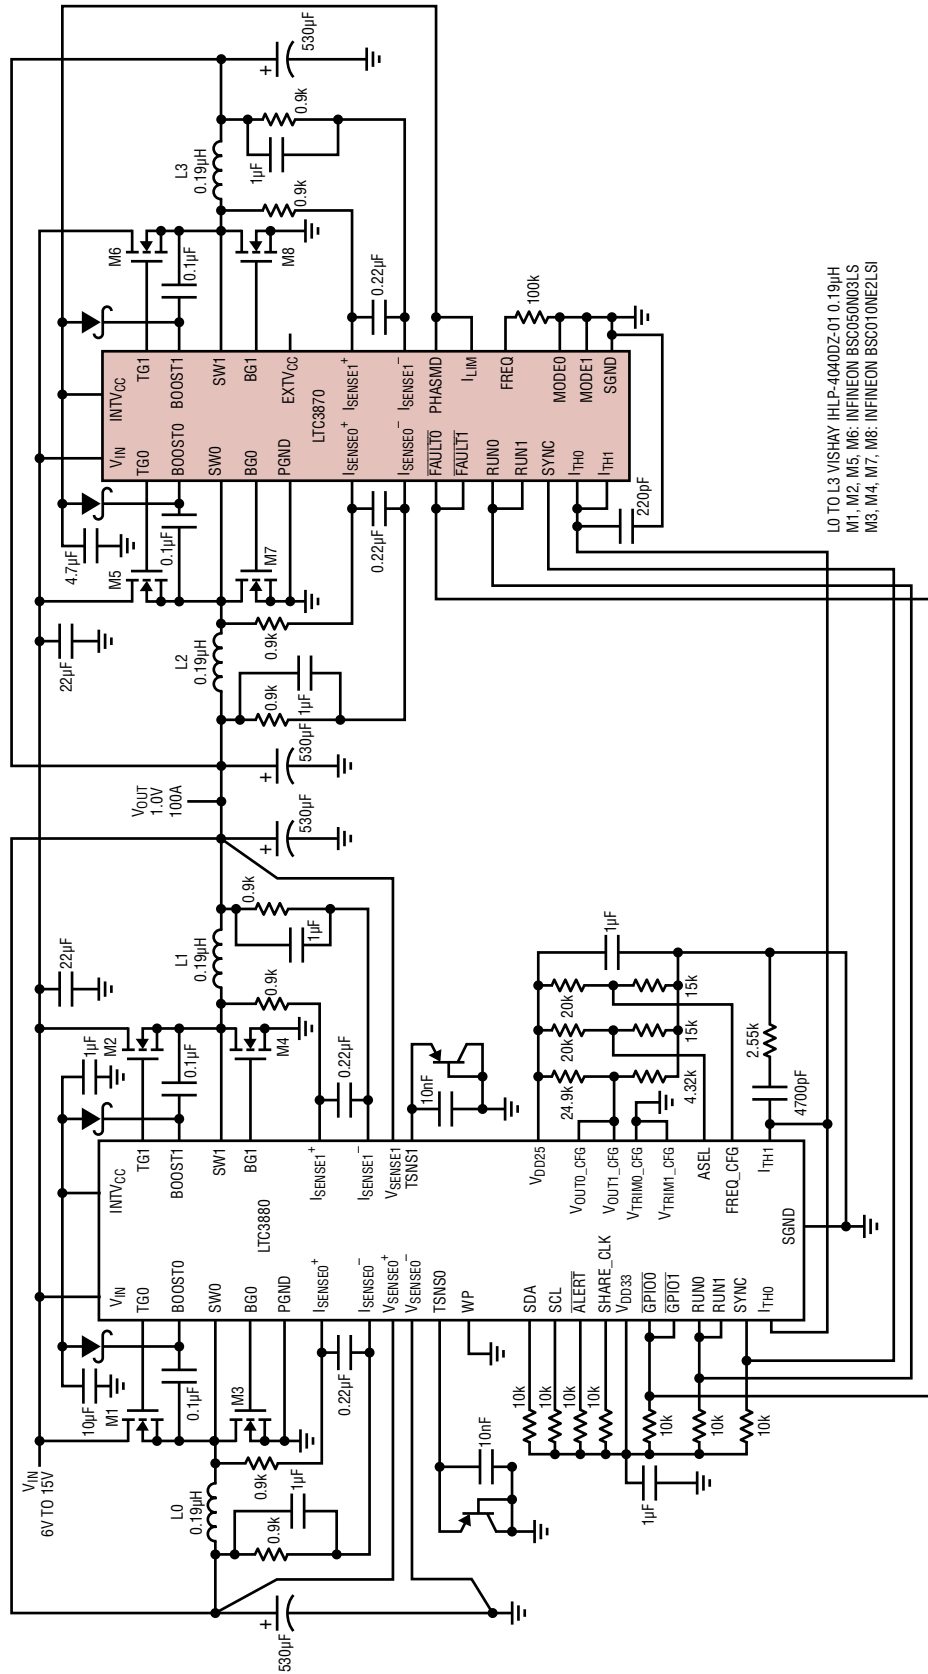 VIN
6V TO 15V
10µF
M1
0.1µF
M3
L0
0.19µH
0.9k
0.9k
1µF
0.22µF
530µF
+
VIN
INTVCC
TG0
TG1
BOOST0
BOOST1
SW0
SW1
BG0
BG1
PGND
LTC3880
ISENSE0+
ISENSE1+
ISENSE0–
ISENSE1–
VSENSE0+
VSENSE1
VSENSE0–
TSNS1
TSNS0
WP
VDD25
SDA
VOUT0_CFG
SCL
VOUT1_CFG
ALERT
VTRIM0_CFG
SHARE_CLK
VTRIM1_CFG
VDD33
GPIO0
ASEL
GPIO1
FREQ_CFG
RUN0
RUN1
ITH1
SYNC
ITH0
SGND
10nF
10k
10k
10k
10k
10k
10k
10k
1µF
1µF
M2
0.1µF
M4
22µF
L1
0.19µH
0.9k
0.9k
1µF
0.22µF
10nF
530µF
+
24.9k
20k
20k
1µF
4.32k
15k
15k
4700pF
2.55k
VOUT
1.0V
100A
530µF
+
22µF
4.7µF
M5
0.1µF
M7
L2
0.19µH
0.9k
0.9k
1µF
0.22µF
VIN
INTVCC
TG0
TG1
BOOST0
BOOST1
SW0
SW1
BG0
BG1
PGND
EXTVCC
LTC3870
ISENSE0+
ISENSE1+
ISENSE0–
ISENSE1–
FAULT0
PHASMD
FAULT1
ILIM
RUN0
FREQ
RUN1
SYNC
MODE0
ITH0
MODE1
ITH1
SGND
220pF
100k
M6
0.1µF
M8
L3
0.19µH
0.9k
0.9k
1µF
0.22µF
530µF
+
L0 TO L3 VISHAY IHLP-4040DZ-01 0.19µH
M1, M2, M5, M6: INFINEON BSC050N03LS
M3, M4, M7, M8: INFINEON BSC010NE2LSI